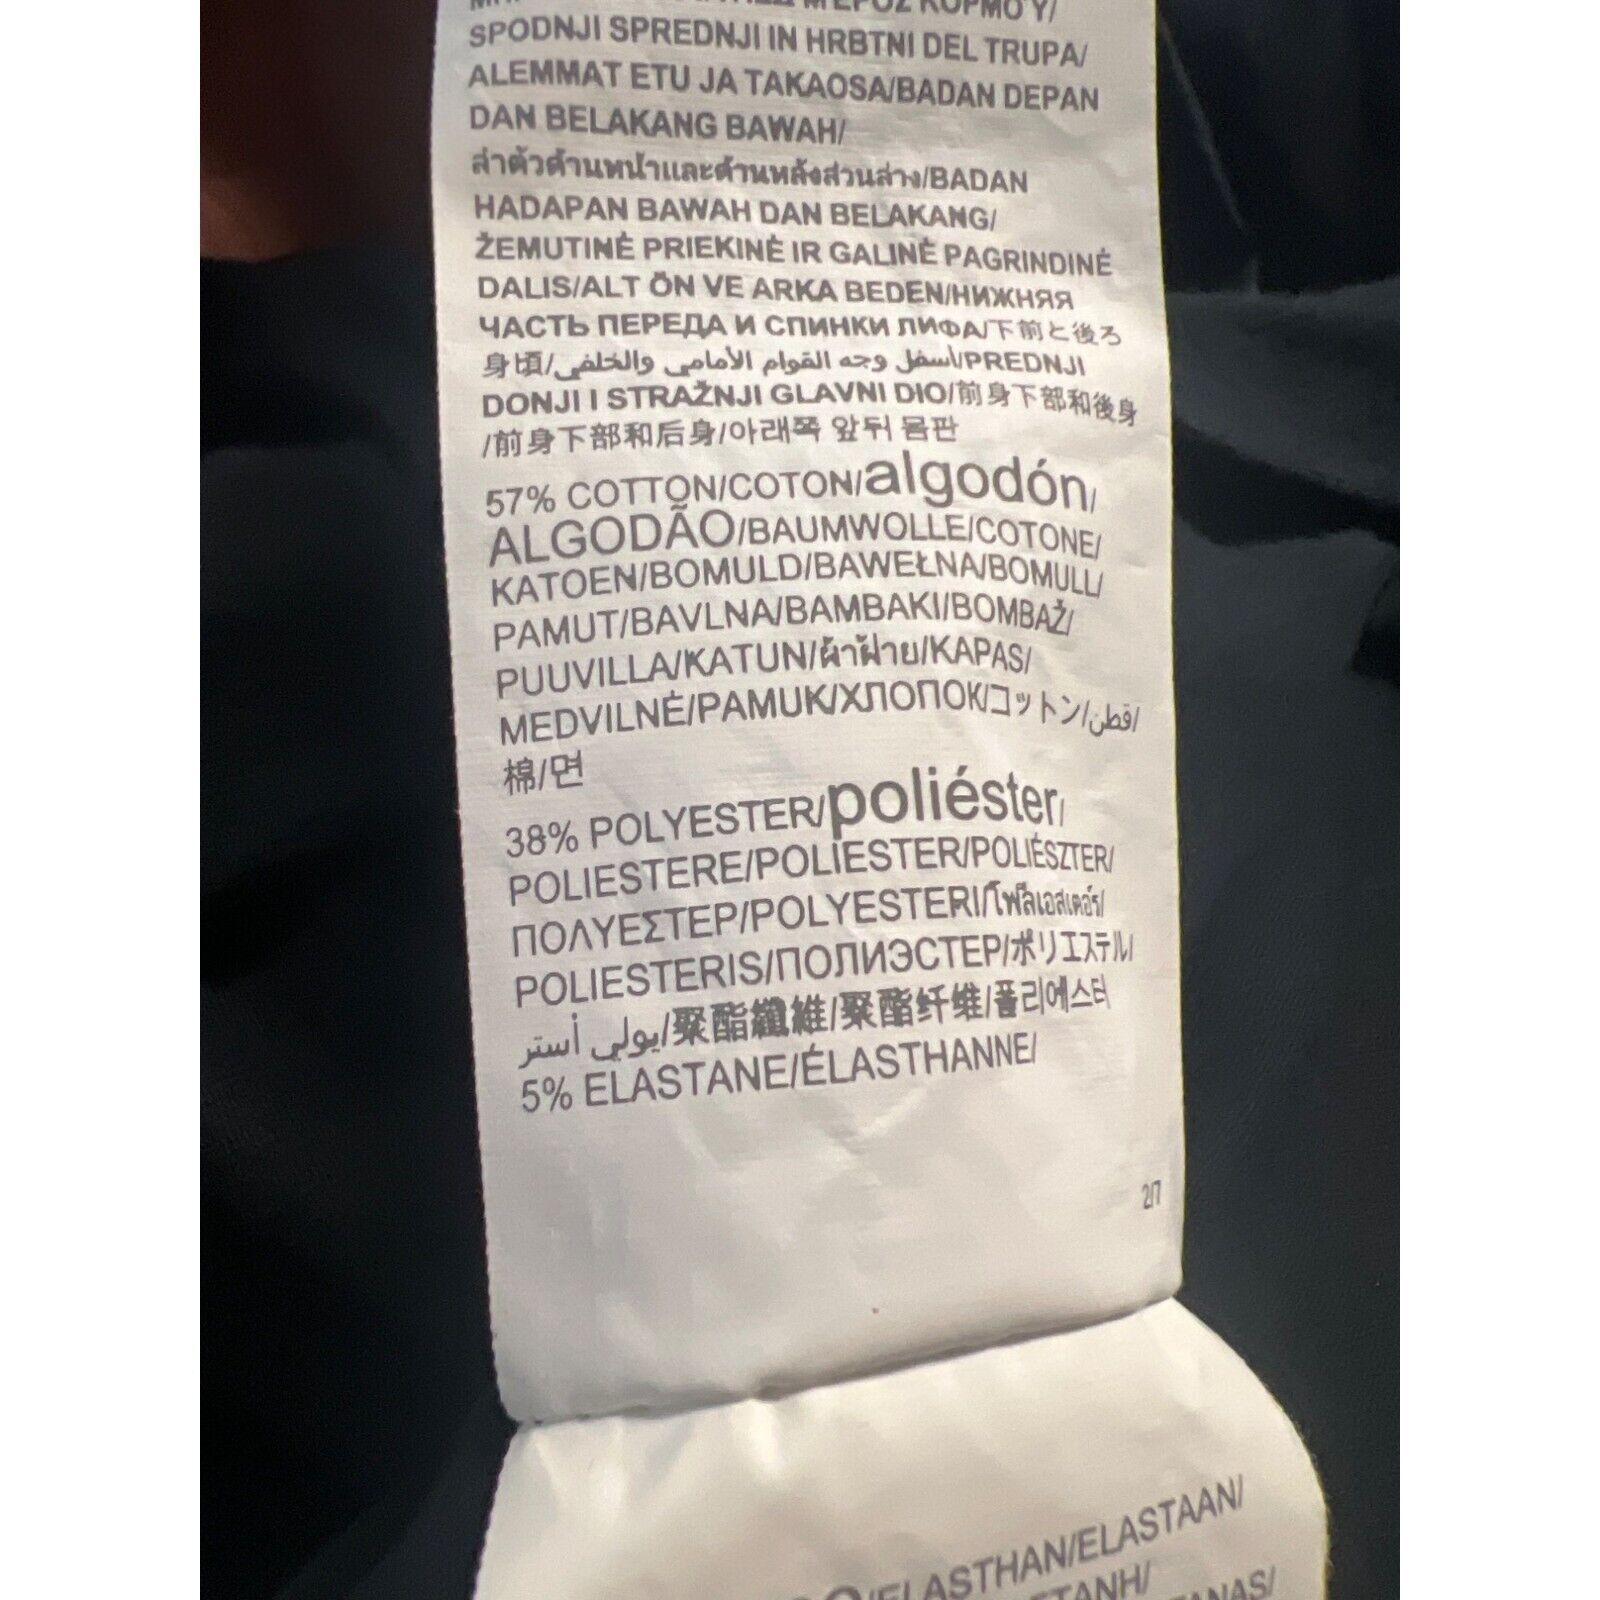 ΚΟΡΜΟΎ/
SPODNJI SPREDNJI IN HRBTNI DEL TRUPA/
ALEMMAT ETU JA TAKAOSA/BADAN DEPAN
DAN BELAKANG BAWAH/
ลำตัวด้านหน้าและด้านหลังส่วนล่าง/BADAN
HADAPAN BAWAH DAN BELAKANG/
ŽEMUTINĖ PRIEKINĖ IR GALINĖ PAGRINDINĖ
DALIS/ALT ÖN VE ARKA BEDEN/НИЖНЯЯ
ЧАСТЬ ПЕРЕДА И СПИНКИ ЛИФА/下前と後ろ
身頃/أسفل وجه القوام الأمامي والخلفي/PREDNJI
DONJI I STRAŽNJI GLAVNI DIO/前身下部和後身
/前身下部和后身/아래쪽 앞뒤 몸판
57% COTTON/COTON/algodón/
ALGODÃO/BAUMWOLLE/COTONE/
KATOEN/BOMULD/BAWEŁNA/BOMULL/
PAMUT/BAVLNA/BAMBAKI/BOMBAŽ/
PUUVILLA/KATUN/ผ้าฝ้าย/KAPAS/
MEDVILNĖ/PAMUK/ХЛОПОК/コットン/قطن/
棉/면
38% POLYESTER/poliéster/
POLIESTERE/POLIESTER/POLIÉSZTER/
ΠΟΛΥΕΣΤΕΡ/POLYESTERI/โพลีเอสเตอร์/
POLIESTERIS/ПОЛИЭСТЕР/ポリエステル/
يولي أستر/聚酯纖維/聚酯纤维/폴리에스터
5% ELASTANE/ÉLASTHANNE/
2/7
/ELASTHAN/ELASTAAN/